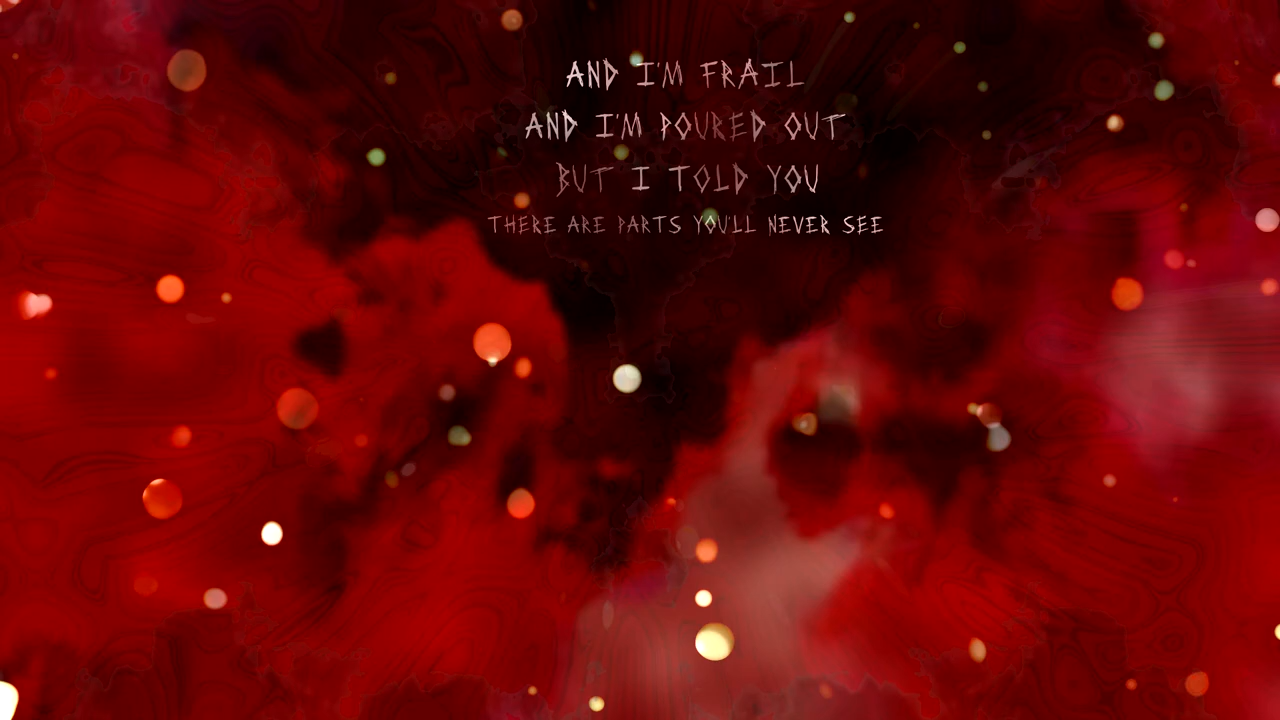 AND I'M FRAIL
AND I'M POURED OUT
BUT I TOLD YOU
THERE ARE PARTS YOU'LL NEVER SEE